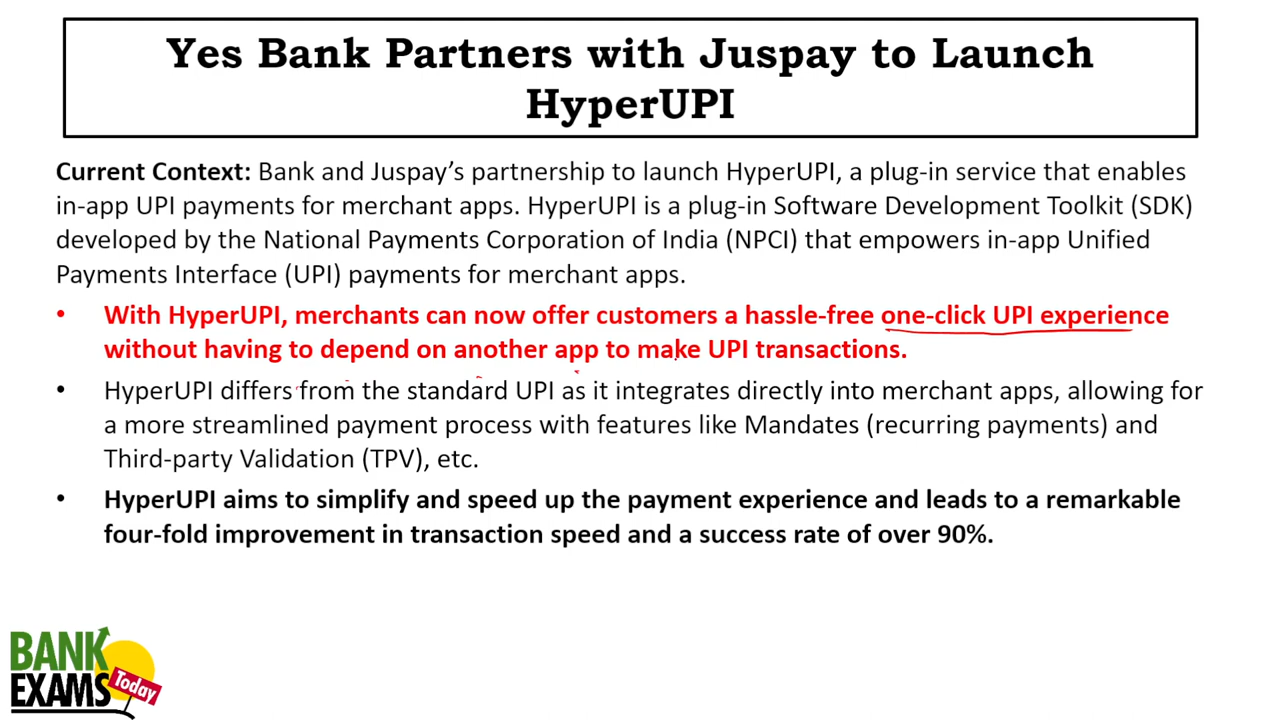 Yes Bank Partners with Juspay to Launch
HyperUPI
Current Context: Bank and Juspay’s partnership to launch HyperUPI, a plug-in service that enables
in-app UPI payments for merchant apps. HyperUPI is a plug-in Software Development Toolkit (SDK)
developed by the National Payments Corporation of India (NPCI) that empowers in-app Unified
Payments Interface (UPI) payments for merchant apps.
• With HyperUPI, merchants can now offer customers a hassle-free one-click UPI experience
without having to depend on another app to make UPI transactions.
• HyperUPI differs from the standard UPI as it integrates directly into merchant apps, allowing for
a more streamlined payment process with features like Mandates (recurring payments) and
Third-party Validation (TPV), etc.
• HyperUPI aims to simplify and speed up the payment experience and leads to a remarkable
four-fold improvement in transaction speed and a success rate of over 90%.
BANK
EXAMS
Today